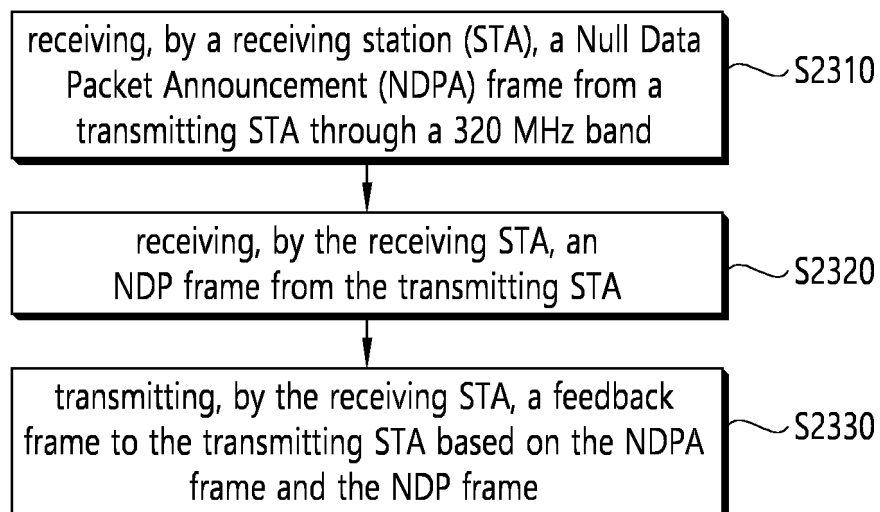 receiving, by a receiving station (STA), a Null Data
Packet Announcement (NDPA) frame from a
transmitting STA through a 320 MHz band
S2310
receiving, by the receiving STA, an
NDP frame from the transmitting STA
S2320
transmitting, by the receiving STA, a feedback
frame to the transmitting STA based on the NDPA
frame and the NDP frame
S2330